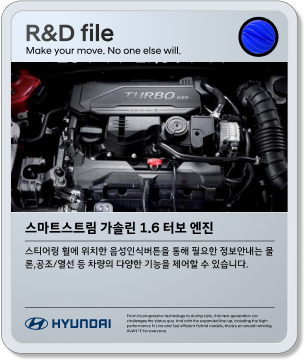 R&D file
Make your move. No one else will.
TURBO GDi
스마트스트림 가솔린 1.6 터보 엔진
스티어링 휠에 위치한 음성인식버튼을 통해 필요한 정보안내는 물
론,공조/열선 등 차량의 다양한 기능을 제어할 수 있습니다.
HYUNDAI
From its progressive technology to daring style, this next generation car
challenges the status quo. And with the expanded line up, including the high-
performance N Line and fuel efficient Hybrid models, there's an award-winning
AVANTE for everyone.